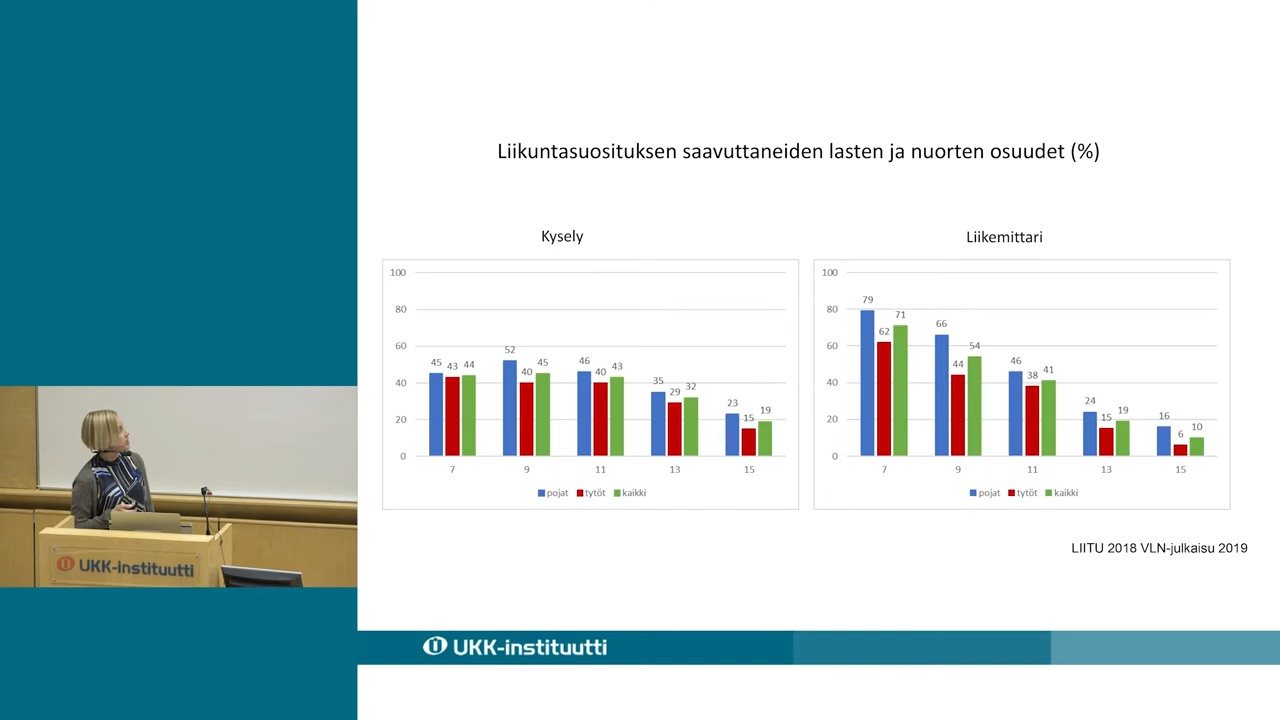 Liikuntasuosituksen saavuttaneiden lasten ja nuorten osuudet (%)
Kysely
100
80
60
40
20
0
45 43 44
52 40 45
46 40 43
35 29 32
23 15 19
7 9 11 13 15
pojat tytöt kaikki
Liikemittari
100
80
60
40
20
0
79 62 71
66 44 54
46 38 41
24 15 19
16 6 10
7 9 11 13 15
pojat tytöt kaikki
LIITU 2018 VLN-julkaisu 2019
UKK-instituutti
UKK-instituutti